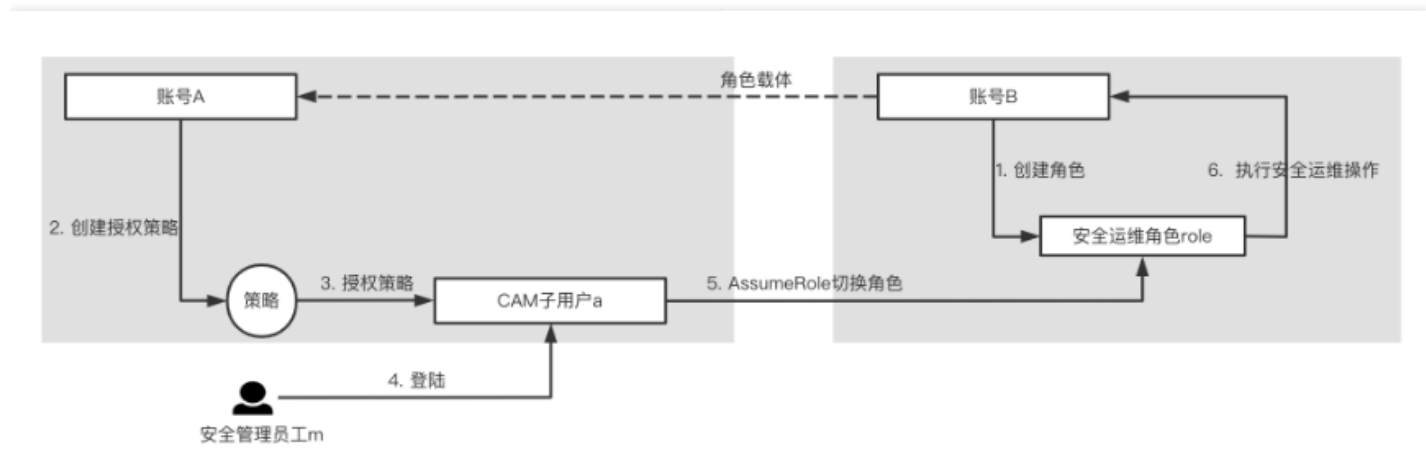 角色载体
账号A
账号B
1. 创建角色
6. 执行安全运维操作
2. 创建授权策略
安全运维角色role
3. 授权策略
5. AssumeRole切换角色
策略
CAM子用户a
4. 登陆
安全管理员工m